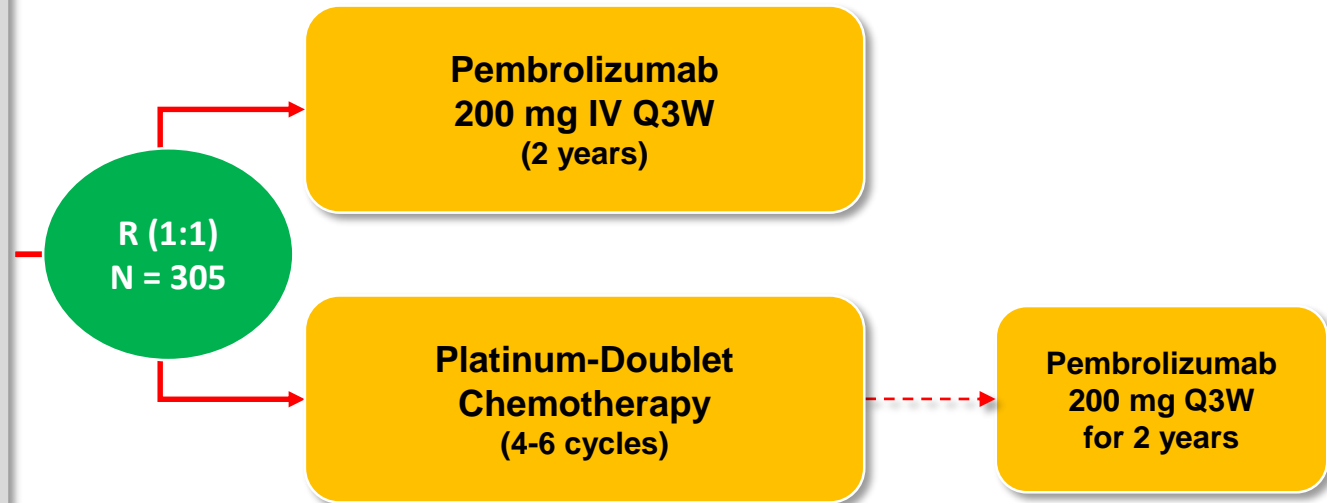 Pembrolizumab
200 mg IV Q3W
(2 years)
R (1:1)
N = 305
Platinum-Doublet
Chemotherapy
(4-6 cycles)
Pembrolizumab
200 mg Q3W
for 2 years